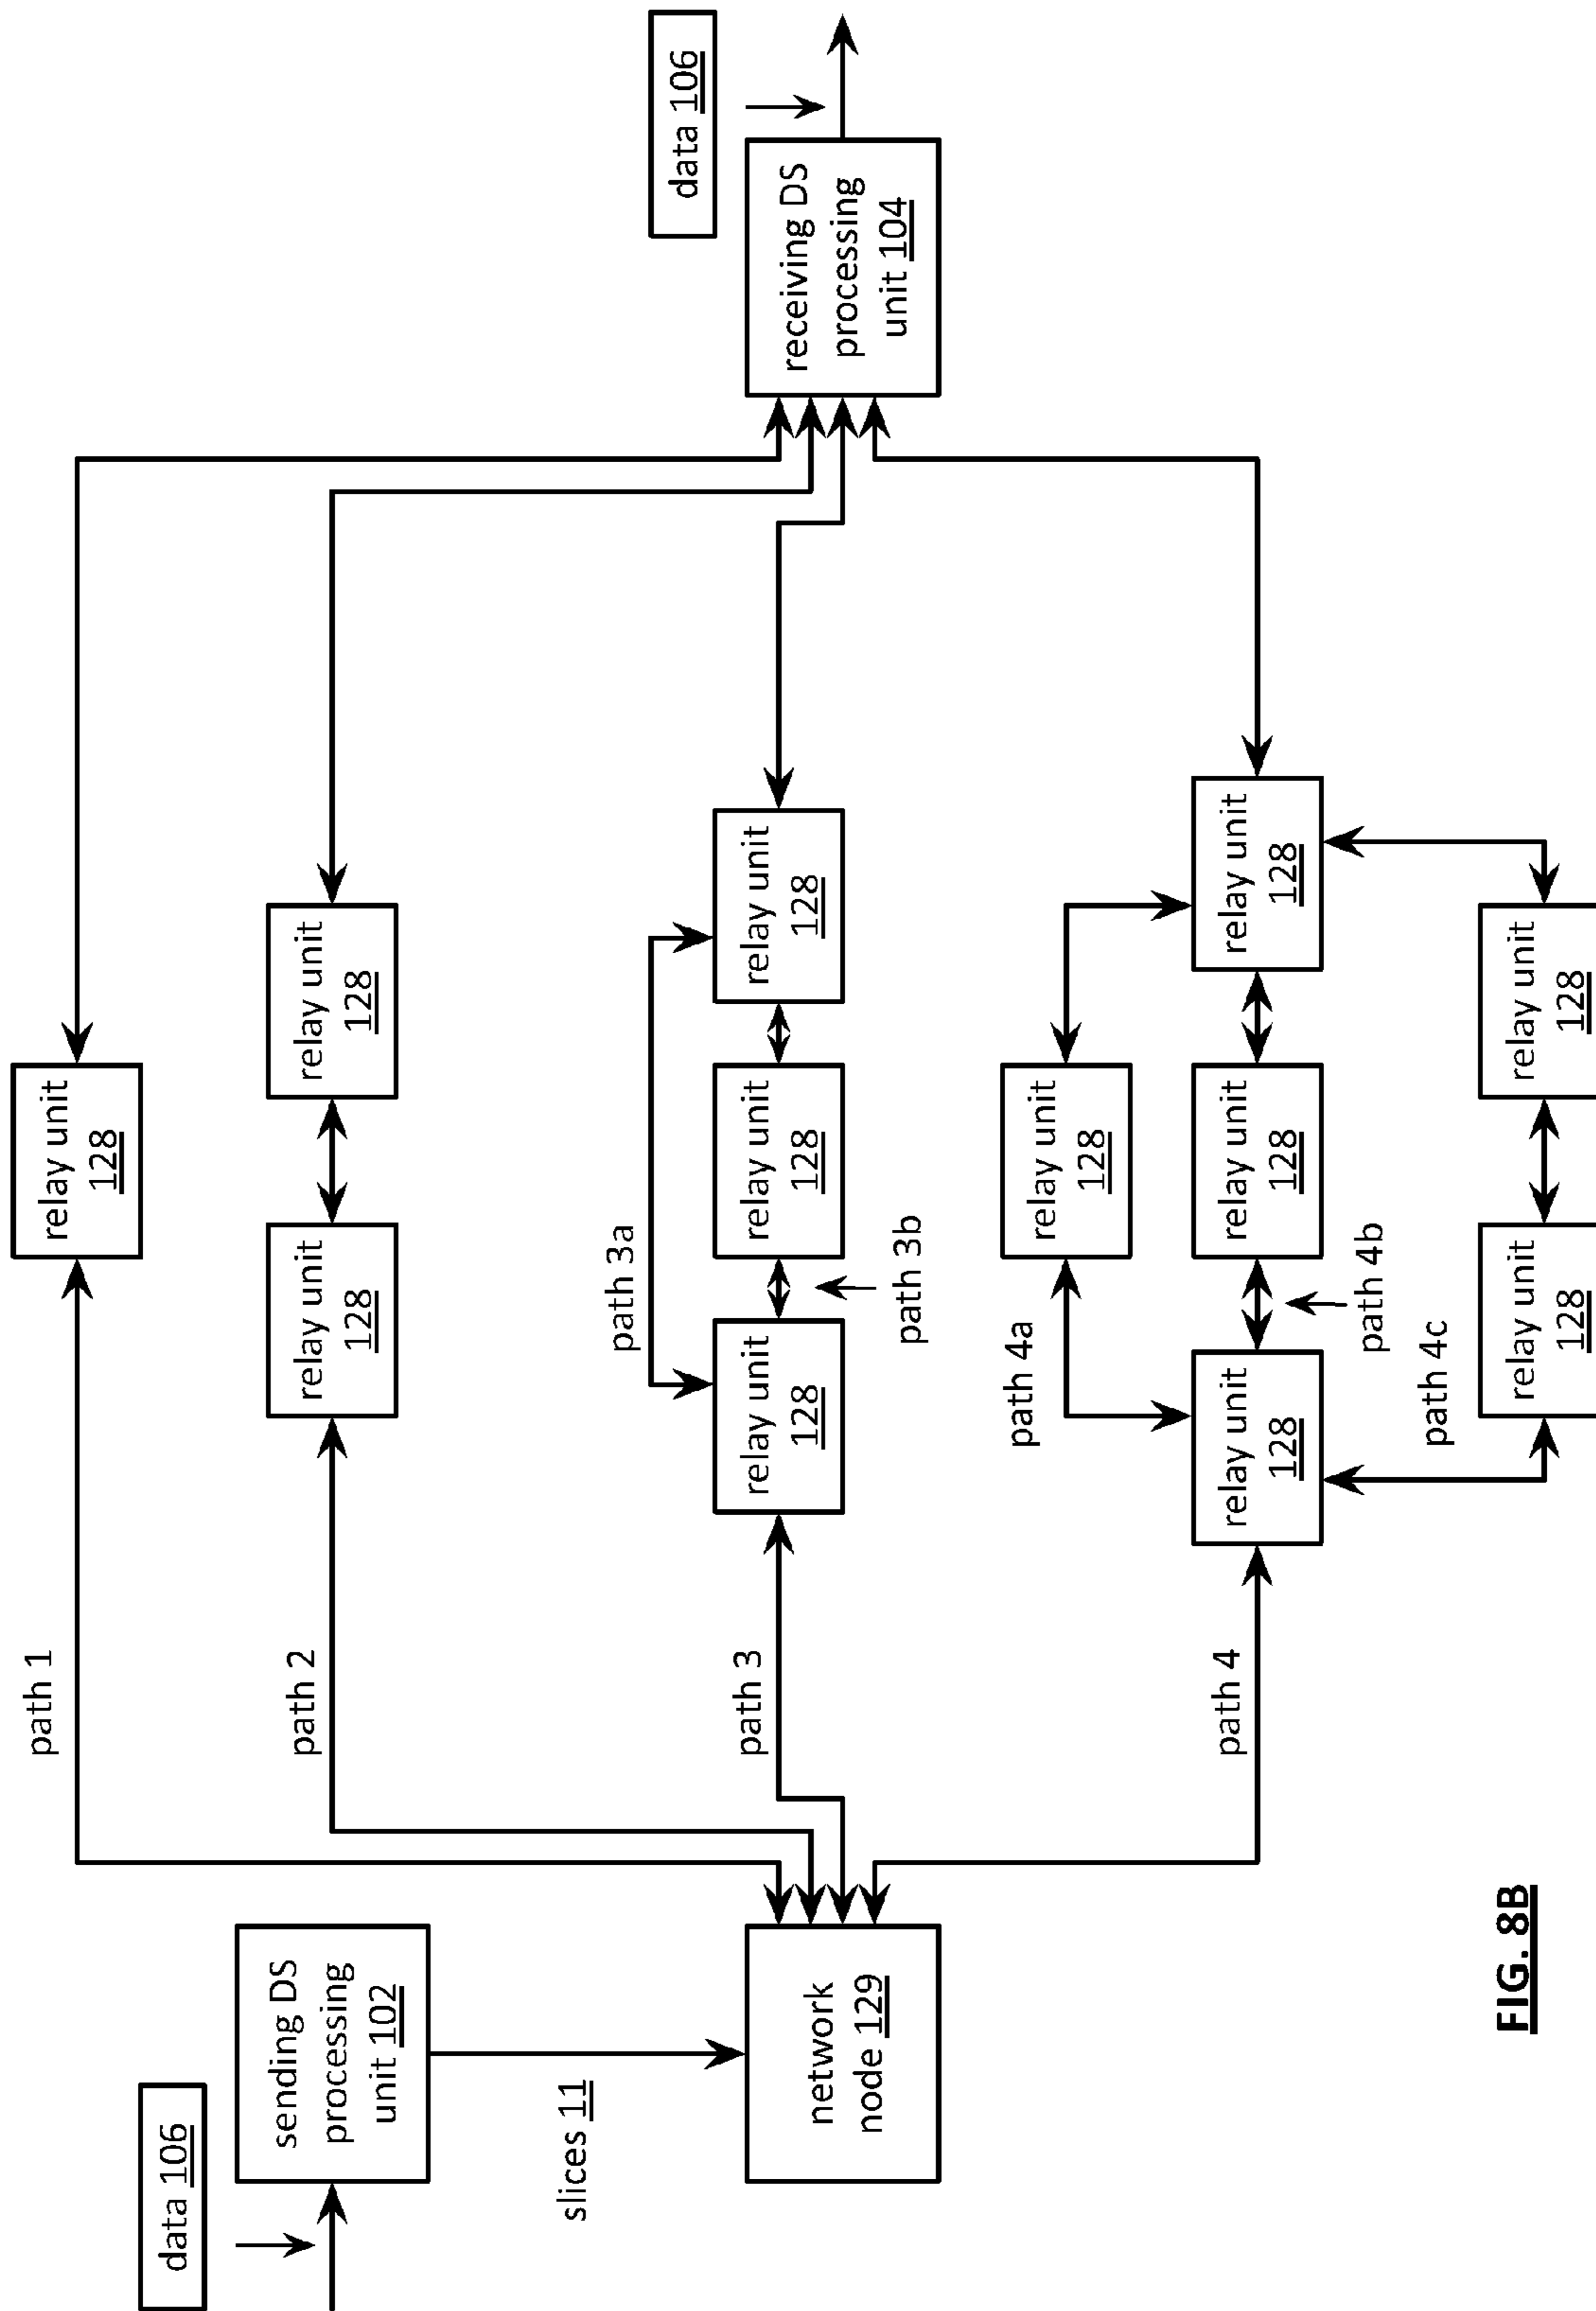 path 1
relay unit
128
data 106
sending DS
processing
unit 102
path 2
relay unit
128
relay unit
128
data 106
slices 11
network
node 129
path 3
path 3a
relay unit
128
relay unit
128
relay unit
128
path 3b
receiving DS
processing
unit 104
path 4
path 4a
relay unit
128
relay unit
128
relay unit
128
relay unit
128
path 4b
path 4c
relay unit
128
relay unit
128
FIG. 8B